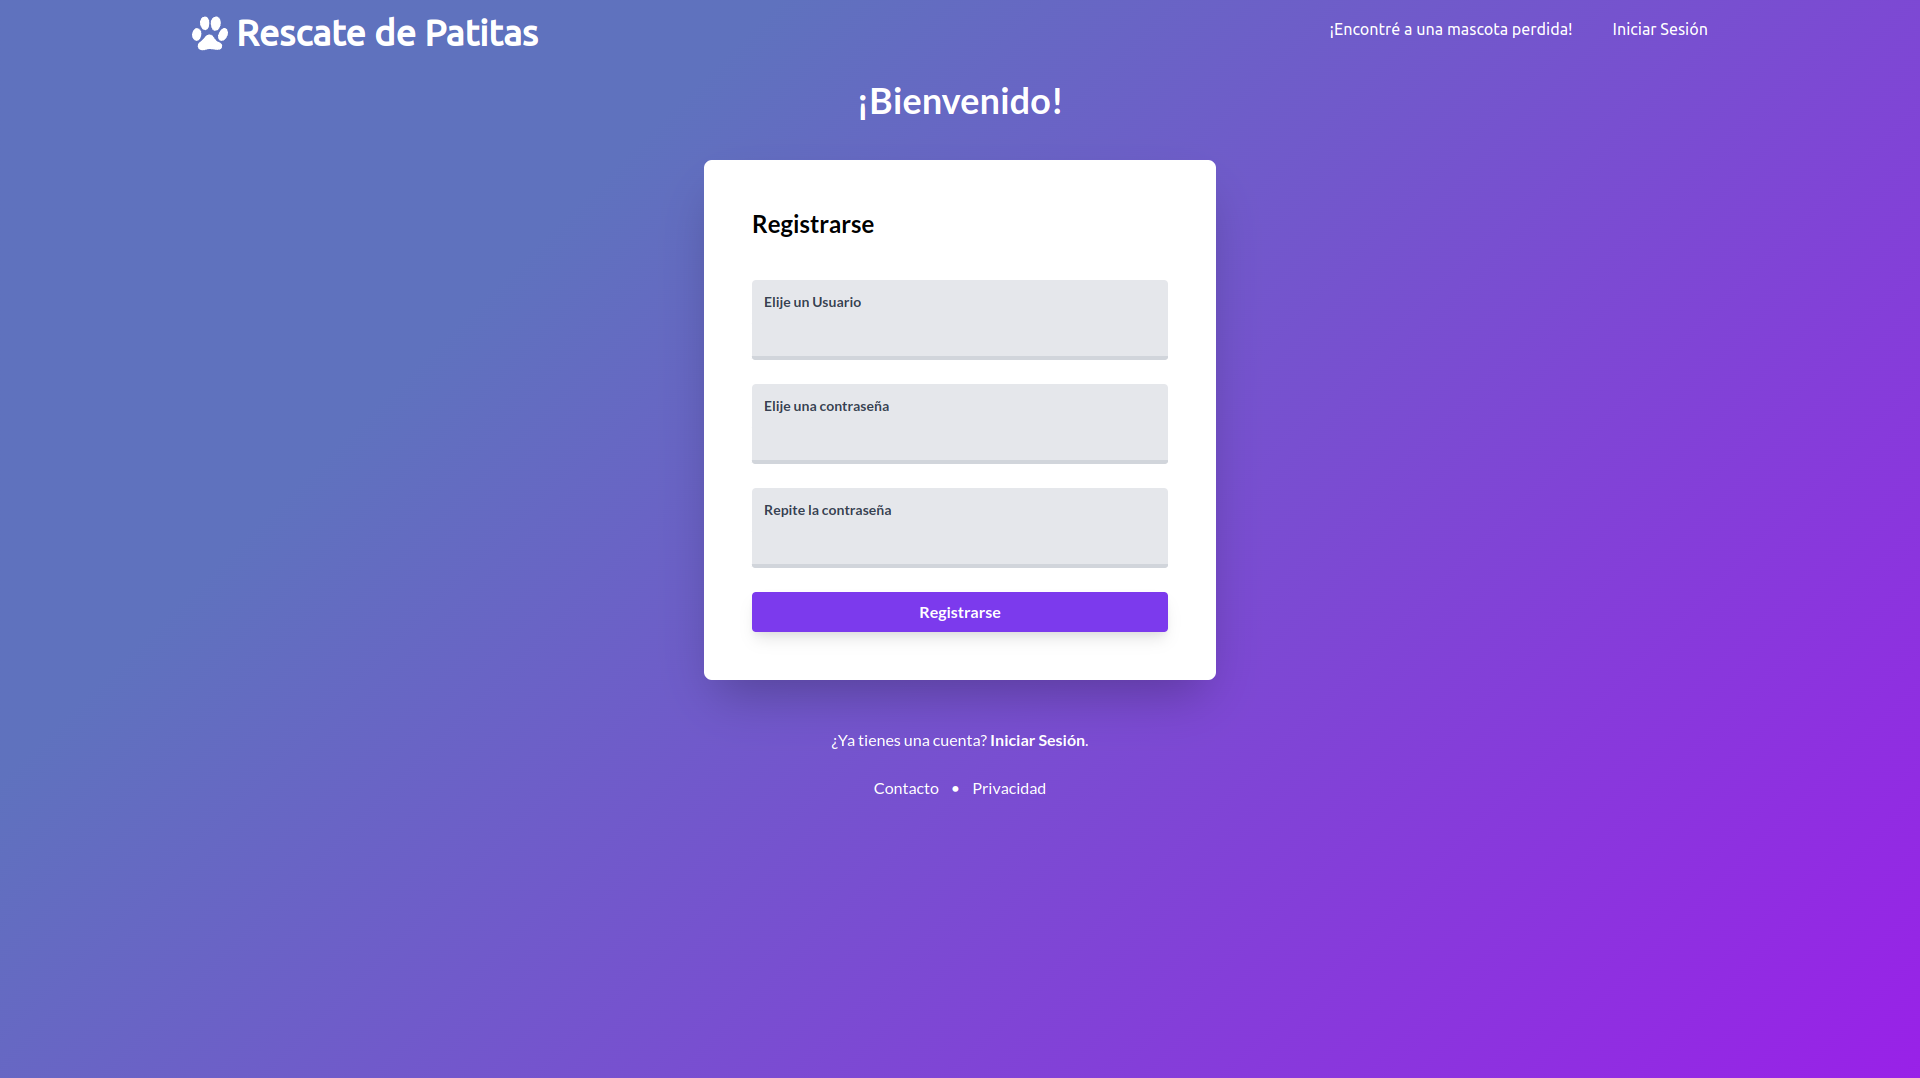 Rescate de Patitas
¡Encontré a una mascota perdida!
Iniciar Sesión
¡Bienvenido!
Registrarse
Elije un Usuario
Elije una contraseña
Repite la contraseña
Registrarse
¿Ya tienes una cuenta? Iniciar Sesión.
Contacto • Privacidad